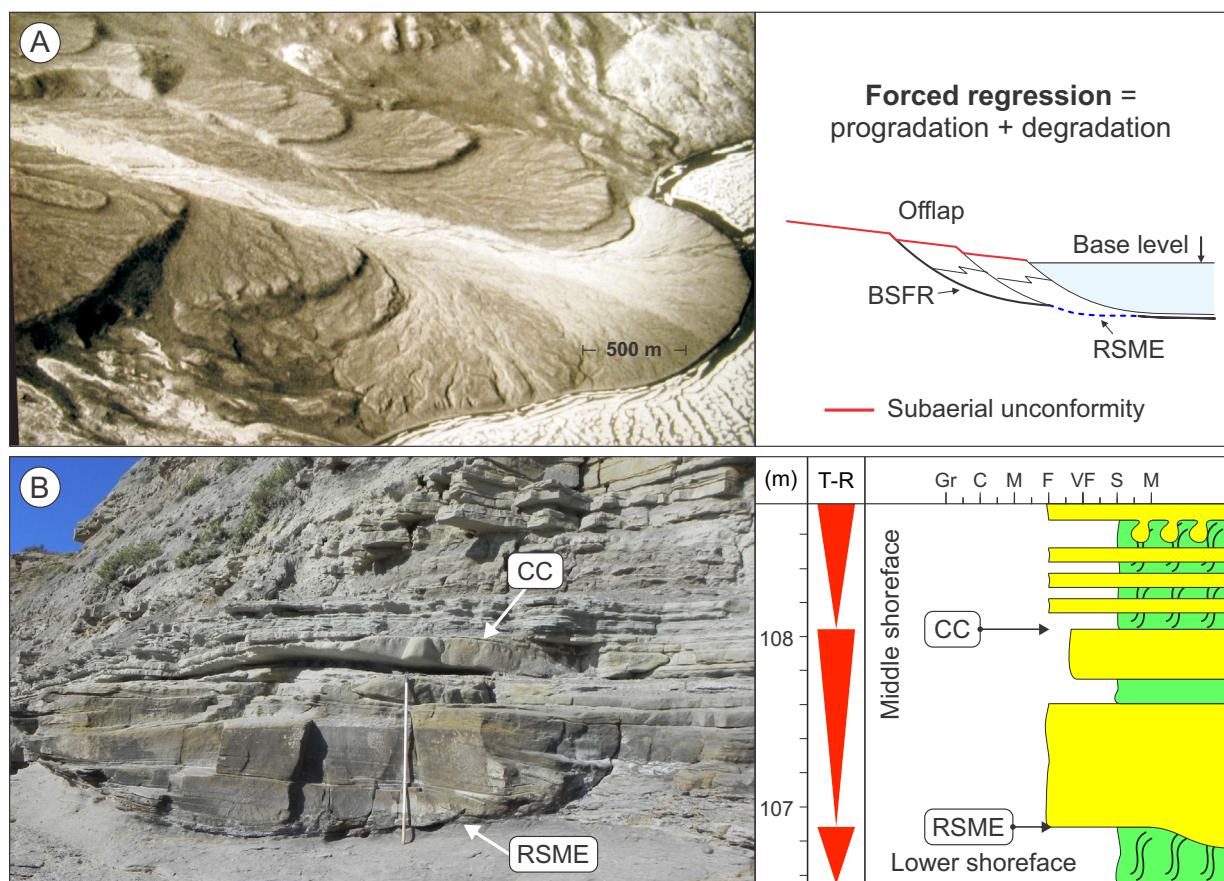 A
500 m
Forced regression =
progradation + degradation
Offlap
Base level
BSFR
RSME
Subaerial unconformity
B
CC
RSME
(m)
T-R
Gr C M F VF S M
108
107
Middle shoreface
CC
RSME
Lower shoreface